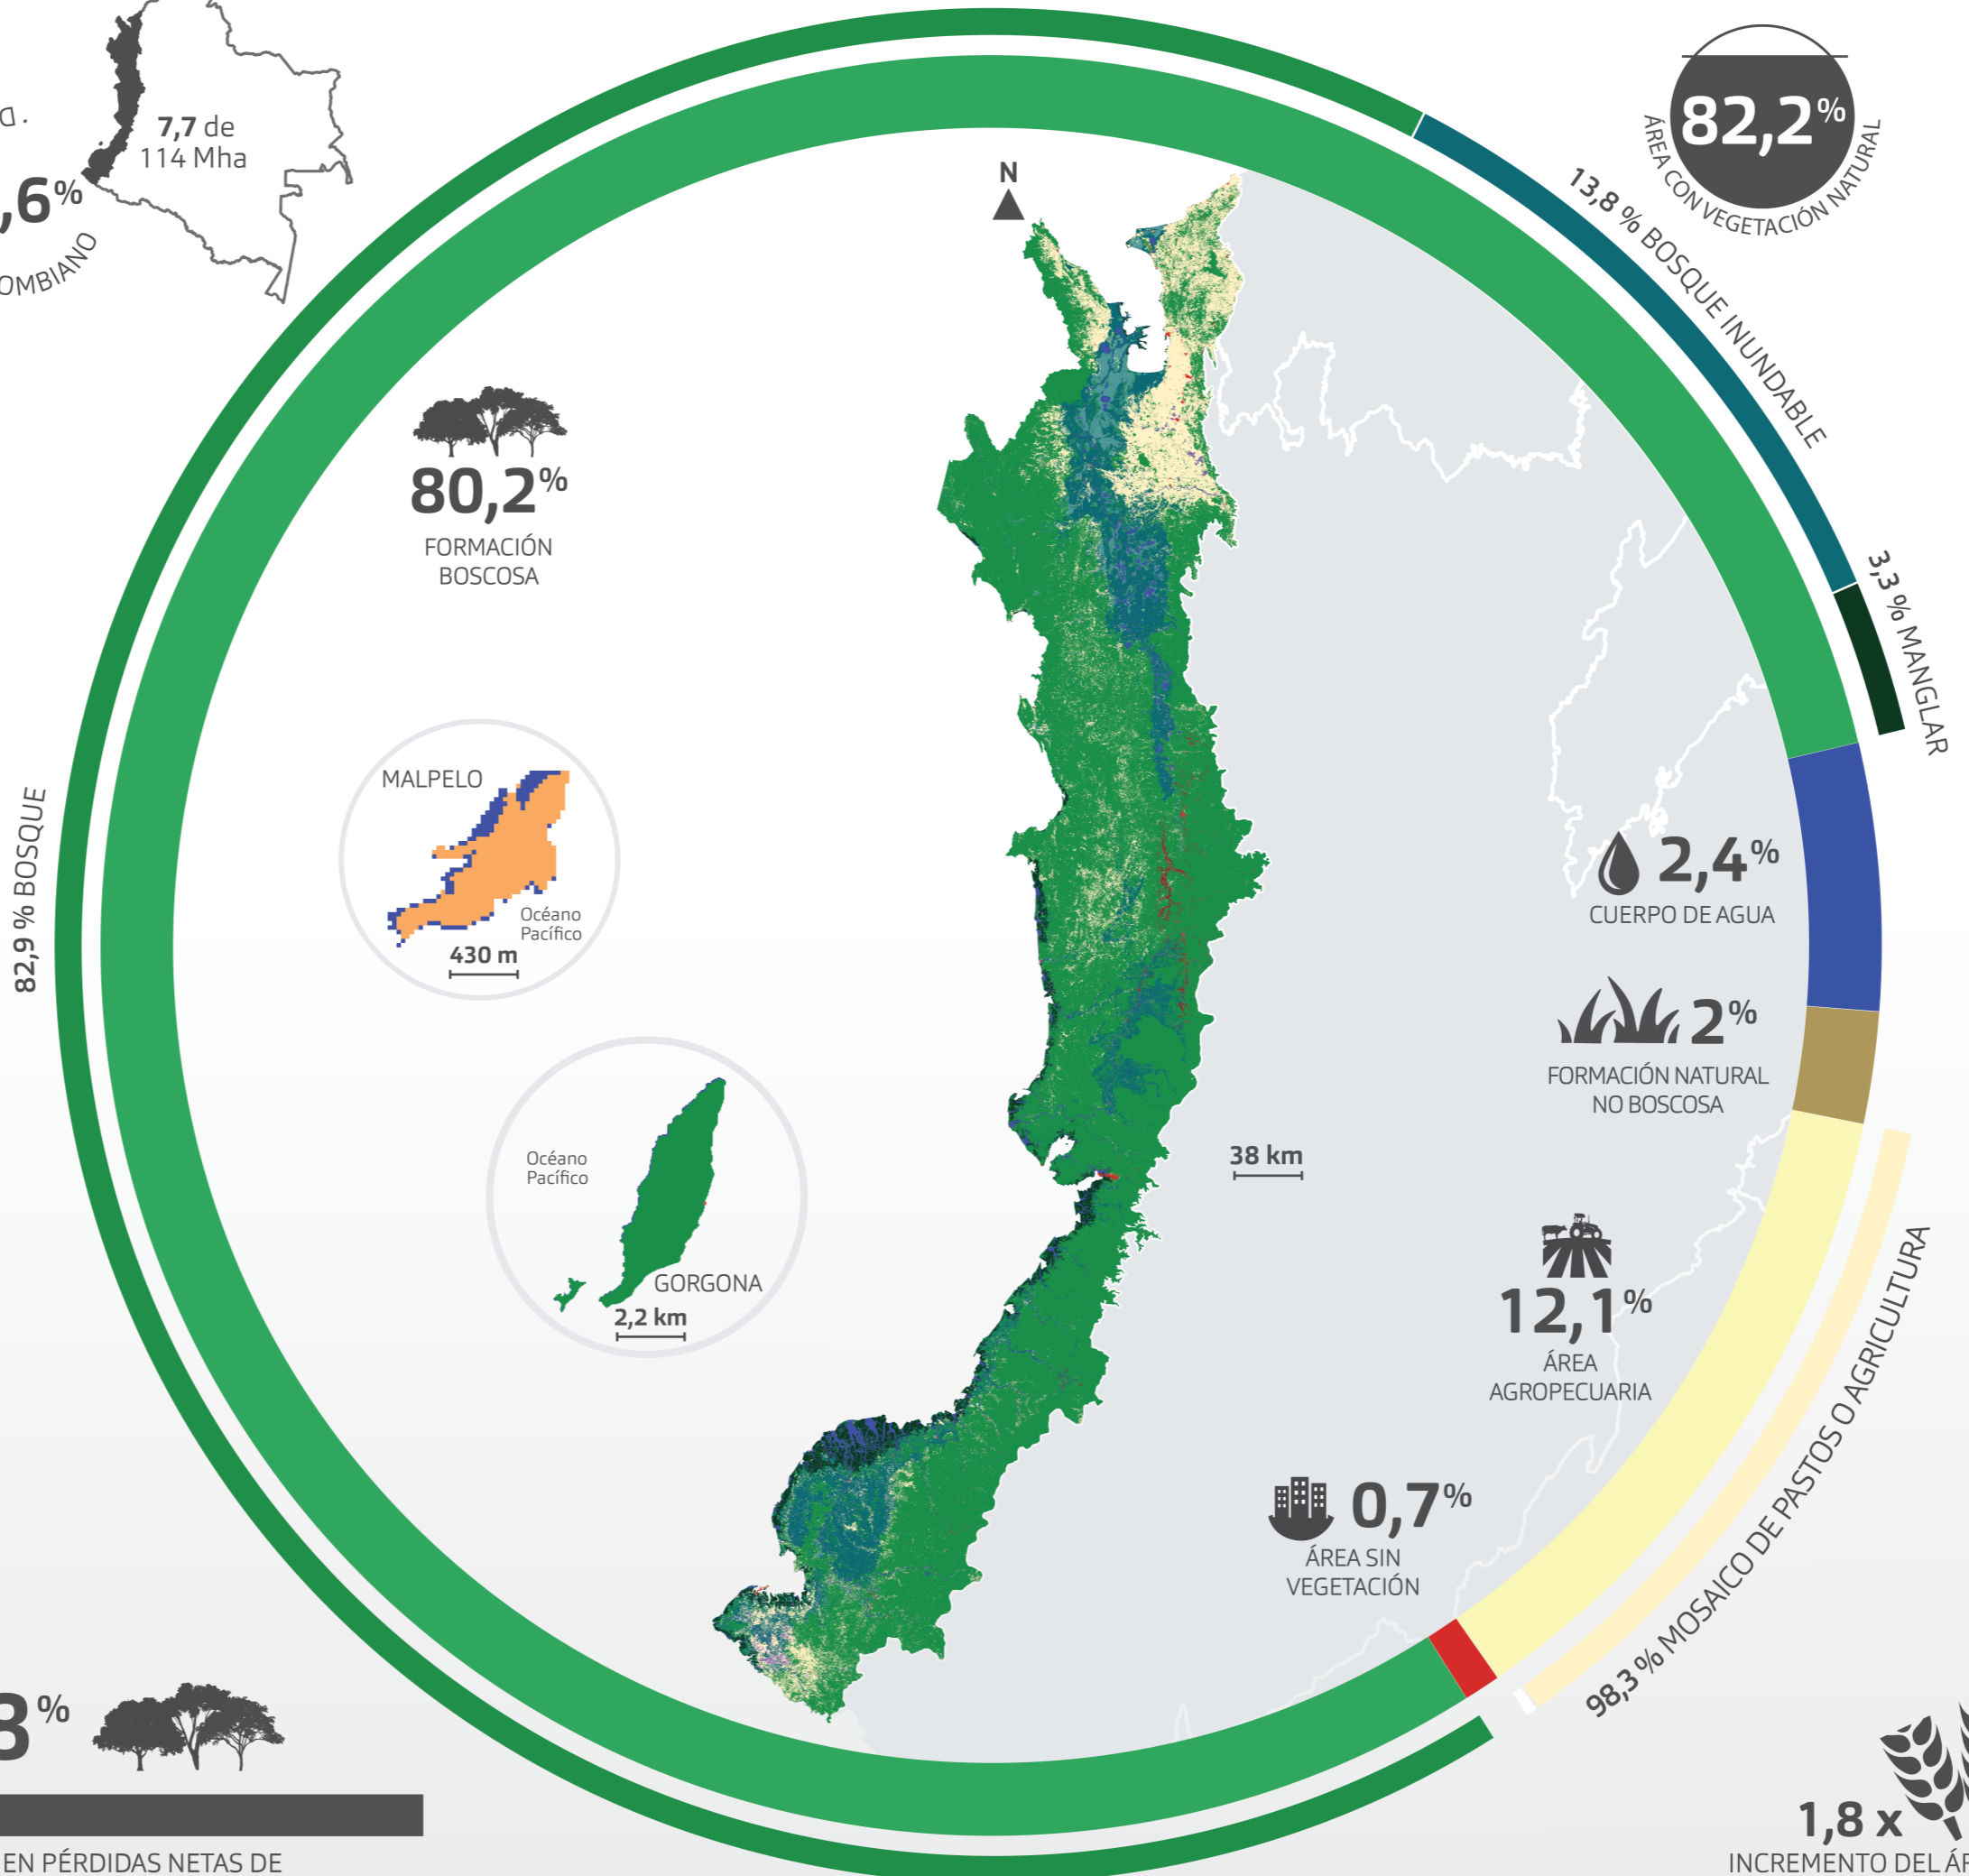 7,7 de
114 Mha
,6%
OMBIANO
82,2%
ÁREA CON VEGETACIÓN NATURAL
N
13,8 % BOSQUE INUNDABLE
3,3 % MANGLAR
80,2%
FORMACIÓN
BOSCOSA
82,9 % BOSQUE
MALPELO
Océano
Pacífico
430 m
2,4%
CUERPO DE AGUA
2%
FORMACIÓN NATURAL
NO BOSCOSA
Océano
Pacífico
GORGONA
2,2 km
38 km
12,1%
ÁREA
AGROPECUARIA
98,3 % MOSAICO DE PASTOS O AGRICULTURA
0,7%
ÁREA SIN
VEGETACIÓN
%
EN PÉRDIDAS NETAS DE
1,8 x
INCREMENTO DEL ÁR